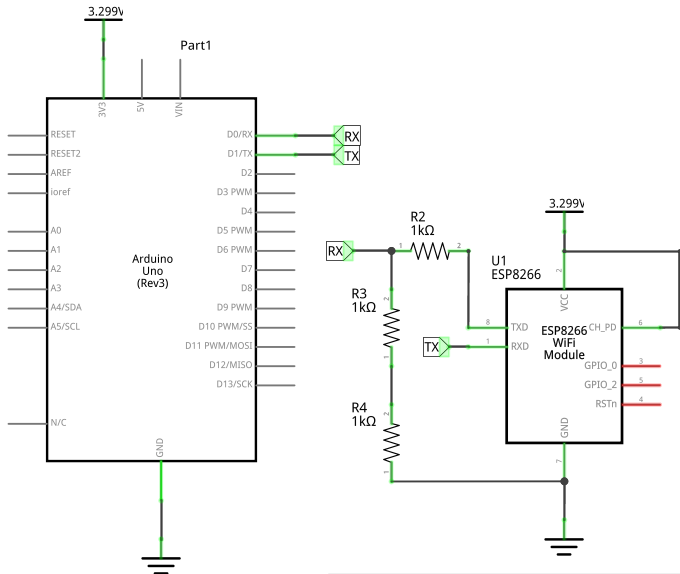 3.299V
Part1
3V3
5V
VIN
RESET
RESET2
AREF
ioref
A0
A1
A2
A3
A4/SDA
A5/SCL
N/C
Arduino
Uno
(Rev3)
D0/RX
D1/TX
D2
D3 PWM
D4
D5 PWM
D6 PWM
D7
D8
D9 PWM
D10 PWM/SS
D11 PWM/MOSI
D12/MISO
D13/SCK
GND
RX
TX
RX
R2
1kΩ
1
2
R3
1kΩ
2
1
R4
1kΩ
2
1
TX
3.299V
U1
ESP8266
2
VCC
8
TXD
1
RXD
ESP8266
WiFi
Module
CH_PD
6
GPIO_0
3
GPIO_2
5
RSTn
4
GND
7